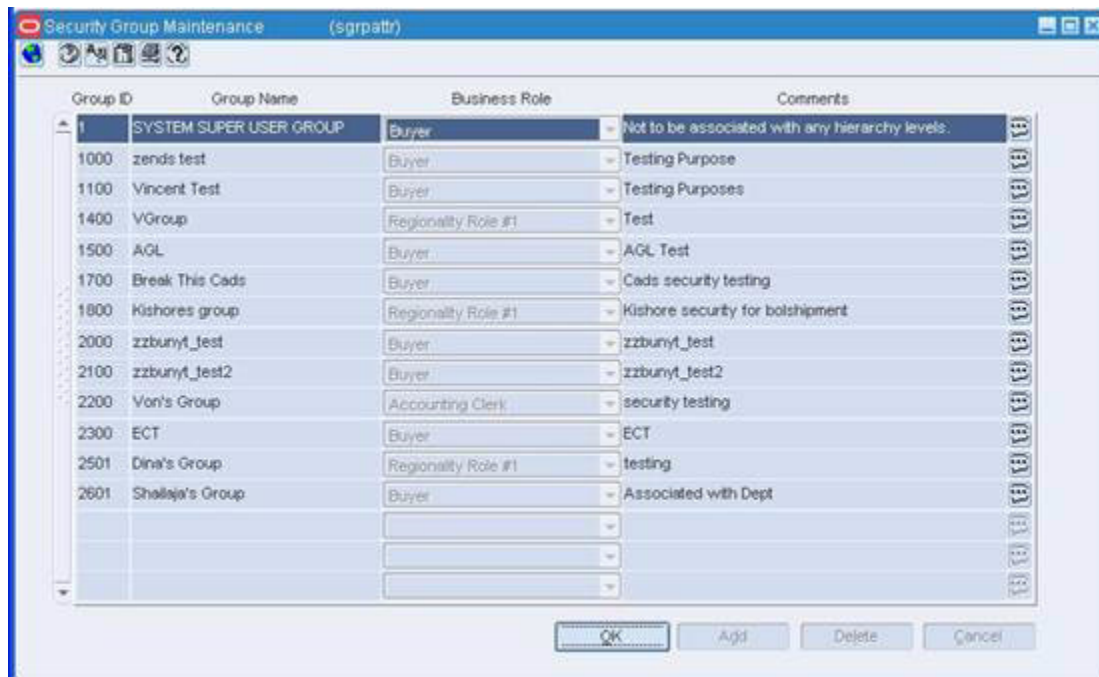 Security Group Maintenance (sgrpattr)
Group ID Group Name Business Role Comments
1 SYSTEM SUPER USER GROUP Buyer Not to be associated with any hierarchy levels.
1000 zends test Buyer Testing Purpose
1100 Vincent Test Buyer Testing Purposes
1400 VGroup Regionality Role #1 Test
1500 AGL Buyer AGL Test
1700 Break This Cads Buyer Cads security testing
1800 Kishores group Regionality Role #1 Kishore security for bolshipment
2000 zzbunyt_test Buyer zzbunyt_test
2100 zzbunyt_test2 Buyer zzbunyt_test2
2200 Von's Group Accounting Clerk security testing
2300 ECT Buyer ECT
2501 Dina's Group Regionality Role #1 testing
2601 Shailaja's Group Buyer Associated with Dept
OK Add Delete Cancel